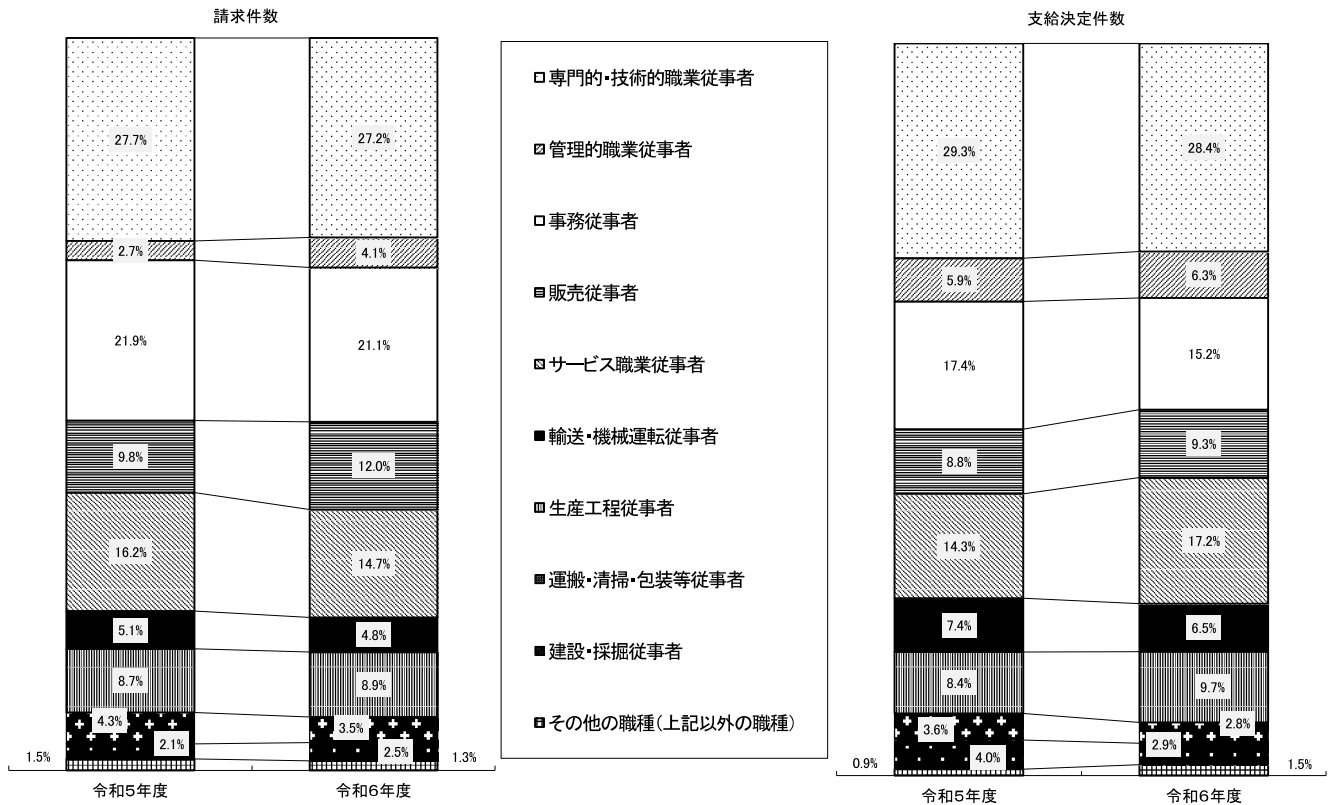 請求件数
27.7%
2.7%
21.9%
9.8%
16.2%
5.1%
8.7%
4.3%
2.1%
1.5%
令和5年度
27.2%
4.1%
21.1%
12.0%
14.7%
4.8%
8.9%
3.5%
2.5%
1.3%
令和6年度
専門的・技術的職業従事者
管理的職業従事者
事務従事者
販売従事者
サービス職業従事者
輸送・機械運転従事者
生産工程従事者
運搬・清掃・包装等従事者
建設・採掘従事者
その他の職種(上記以外の職種)
支給決定件数
29.3%
5.9%
17.4%
8.8%
14.3%
7.4%
8.4%
3.6%
4.0%
0.9%
令和5年度
28.4%
6.3%
15.2%
9.3%
17.2%
6.5%
9.7%
2.8%
2.9%
1.5%
令和6年度